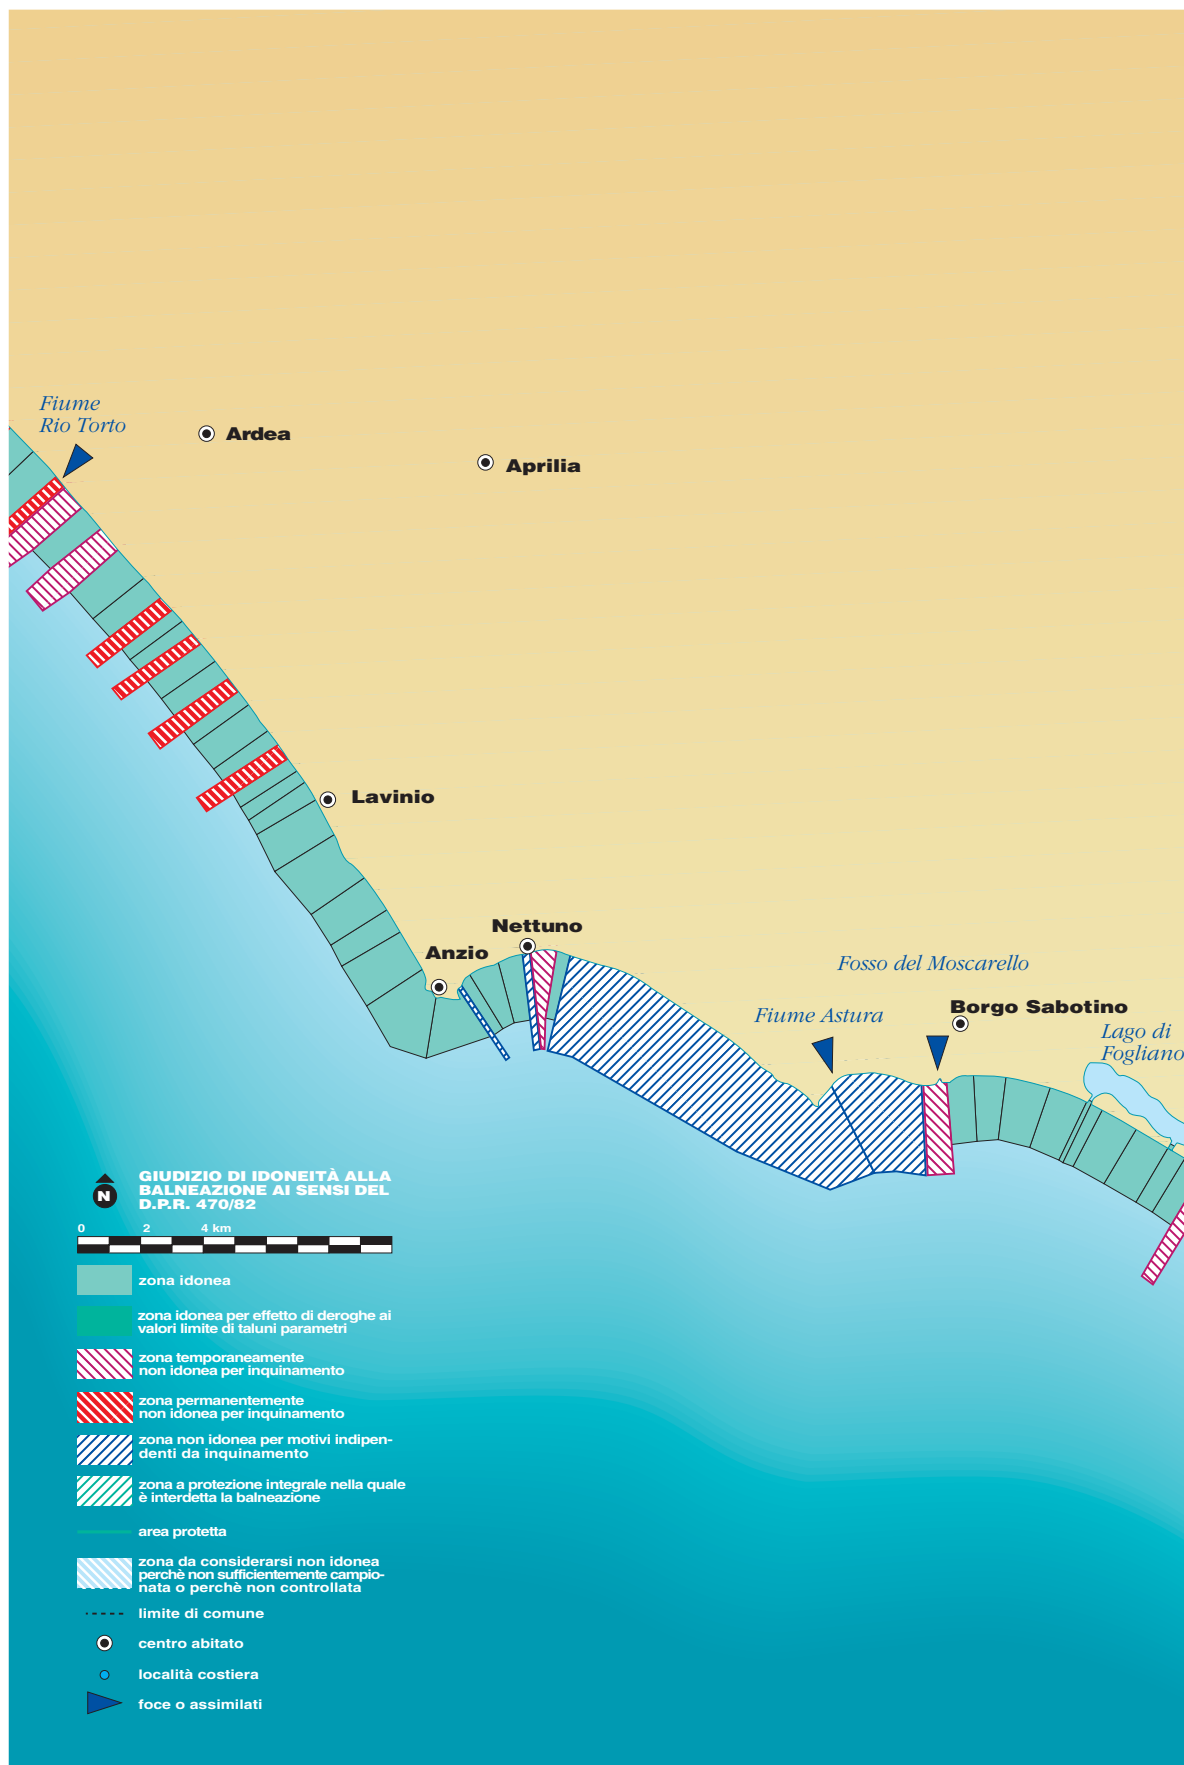 Fiume
Rio Torto
Ardea
Aprilia
Lavinio
Nettuno
Anzio
Fosso del Moscarello
Borgo Sabotino
Fiume Astura
Lago di
Fogliano
N
GIUDIZIO DI IDONEITÀ ALLA
BALNEAZIONE AI SENSI DEL
D.P.R. 470/82
0 2 4 km
zona idonea
zona idonea per effetto di deroghe ai
valori limite di taluni parametri
zona temporaneamente
non idonea per inquinamento
zona permanentemente
non idonea per inquinamento
zona non idonea per motivi indipen-
denti da inquinamento
zona a protezione integrale nella quale
è interdetta la balneazione
area protetta
zona da considerarsi non idonea
perchè non sufficientemente campio-
nata o perchè non controllata
limite di comune
centro abitato
località costiera
foce o assimilati